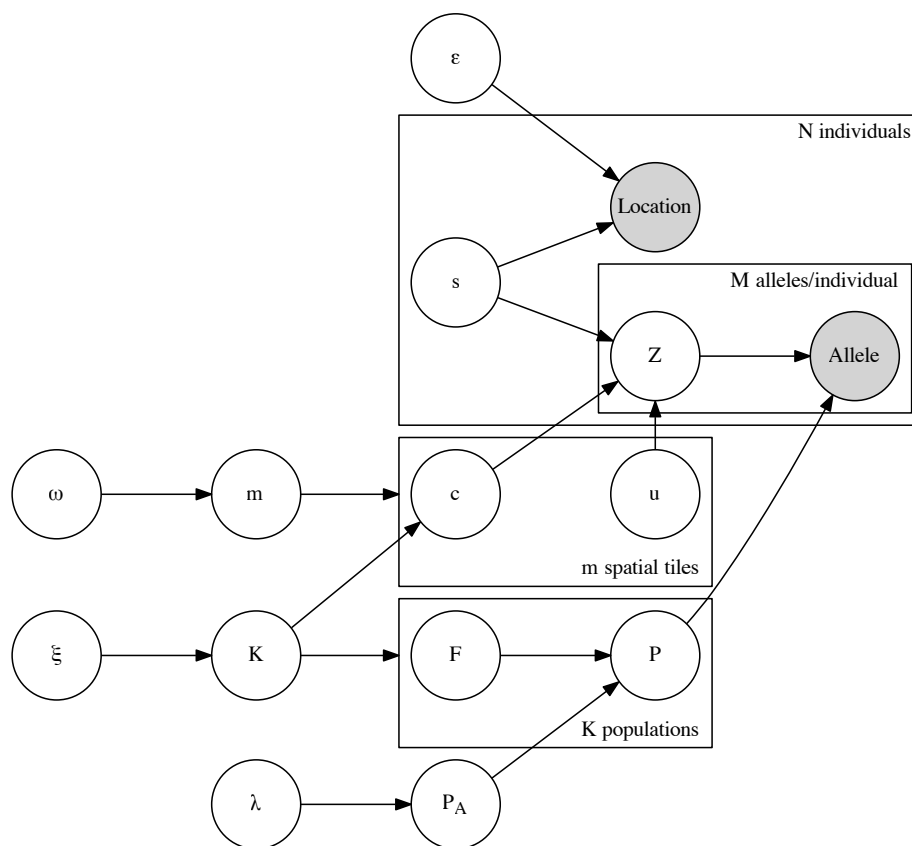 ε
N individuals
Location
s
M alleles/individual
Z
Allele
ω
m
c
u
m spatial tiles
ξ
K
F
P
K populations
λ
P_A